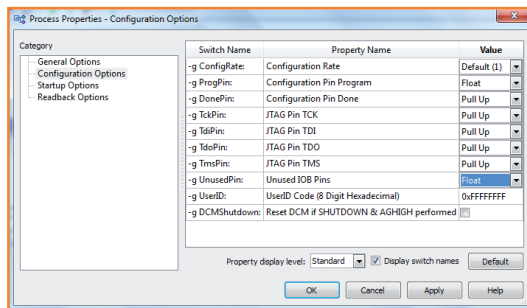 Process Properties - Configuration Options
Category
General Options
Configuration Options
Startup Options
Readback Options
Switch Name Property Name Value
-g ConfigRate: Configuration Rate Default (1)
-g ProgPin: Configuration Pin Program Float
-g DonePin: Configuration Pin Done Pull Up
-g TckPin: JTAG Pin TCK Pull Up
-g TdiPin: JTAG Pin TDI Pull Up
-g TdoPin: JTAG Pin TDO Pull Up
-g TmsPin: JTAG Pin TMS Pull Up
-g UnusedPin: Unused IOB Pins Float
-g UserID: UserID Code (8 Digit Hexadecimal) 0xFFFFFFFF
-g DCMShutdown: Reset DCM if SHUTDOWN & AGHIGH performed
Property display level: Standard Display switch names Default
OK Cancel Apply Help